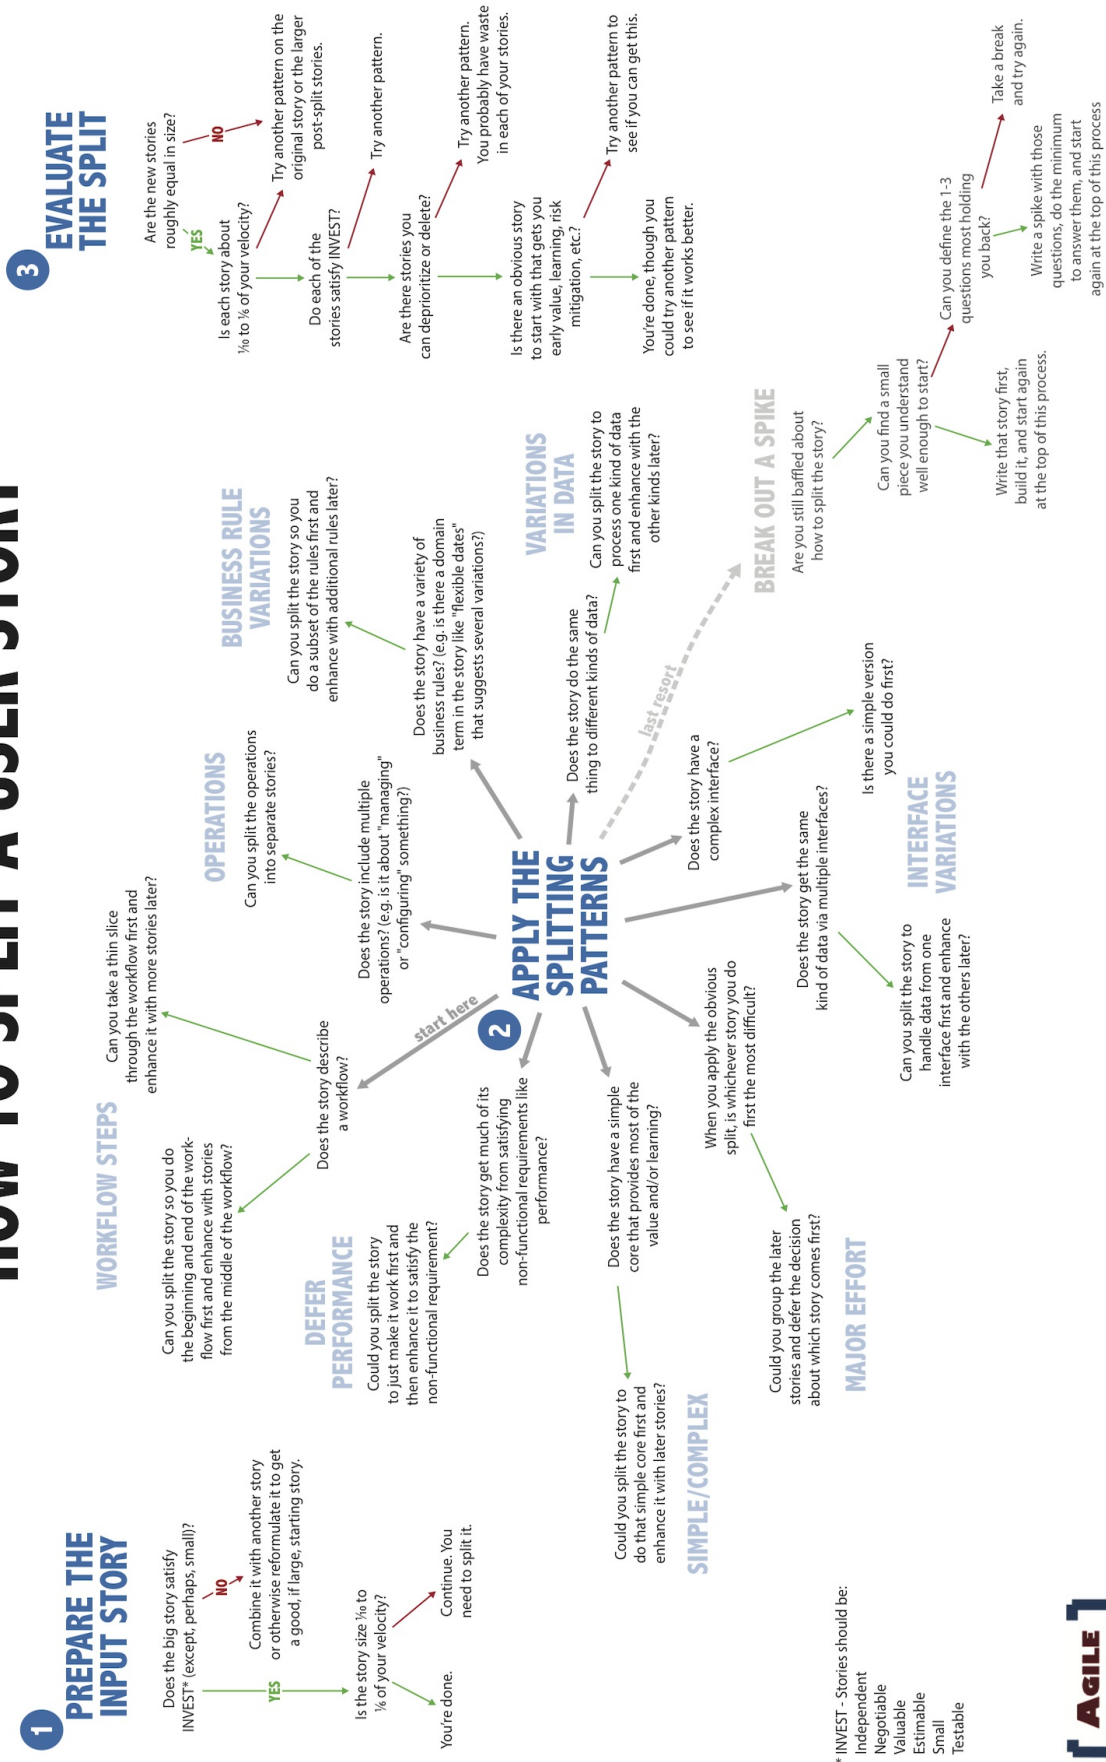 HOW TO SPLIT A USER STORY
1
PREPARE THE
INPUT STORY
Does the big story satisfy
INVEST* (except, perhaps, small)?
YES
NO
Combine it with another story
or otherwise reformulate it to get
a good, if large, starting story.
Is the story size 1⁄10 to
1⁄6 of your velocity?
Continue. You
need to split it.
You're done.
2
APPLY THE
SPLITTING
PATTERNS
start here
WORKFLOW STEPS
Can you split the story so you do
the beginning and end of the work-
flow first and enhance with stories
from the middle of the workflow?
Can you take a thin slice
through the workflow first and
enhance it with more stories later?
Does the story describe
a workflow?
OPERATIONS
Can you split the operations
into separate stories?
Does the story include multiple
operations? (e.g. is it about "managing"
or "configuring" something?)
BUSINESS RULE
VARIATIONS
Can you split the story so you
do a subset of the rules first and
enhance with additional rules later?
Does the story have a variety of
business rules? (e.g. is there a domain
term in the story like "flexible dates"
that suggests several variations?)
VARIATIONS
IN DATA
Can you split the story to
process one kind of data
first and enhance with the
other kinds later?
Does the story do the same
thing to different kinds of data?
DEFER
PERFORMANCE
Could you split the story
to just make it work first and
then enhance it to satisfy the
non-functional requirement?
Does the story get much of its
complexity from satisfying
non-functional requirements like
performance?
Does the story have a simple
core that provides most of the
value and/or learning?
Could you split the story to
do that simple core first and
enhance it with later stories?
SIMPLE/COMPLEX
When you apply the obvious
split, is whichever story you do
first the most difficult?
Could you group the later
stories and defer the decision
about which story comes first?
MAJOR EFFORT
Does the story get the same
kind of data via multiple interfaces?
Can you split the story to
handle data from one
interface first and enhance
with the others later?
Does the story have a
complex interface?
Is there a simple version
you could do first?
INTERFACE
VARIATIONS
last resort
BREAK OUT A SPIKE
Are you still baffled about
how to split the story?
Can you find a small
piece you understand
well enough to start?
Write that story first,
build it, and start again
at the top of this process.
Can you define the 1-3
questions most holding
you back?
Take a break
and try again.
Write a spike with those
questions, do the minimum
to answer them, and start
again at the top of this process
3
EVALUATE
THE SPLIT
Are the new stories
roughly equal in size?
YES
NO
Is each story about
1⁄10 to 1⁄6 of your velocity?
Try another pattern on the
original story or the larger
post-split stories.
Do each of the
stories satisfy INVEST?
Try another pattern.
Are there stories you
can deprioritize or delete?
Try another pattern.
You probably have waste
in each of your stories.
Is there an obvious story
to start with that gets you
early value, learning, risk
mitigation, etc.?
Try another pattern to
see if you can get this.
You're done, though you
could try another pattern
to see if it works better.
* INVEST - Stories should be:
Independent
Negotiable
Valuable
Estimable
Small
Testable
AGILE